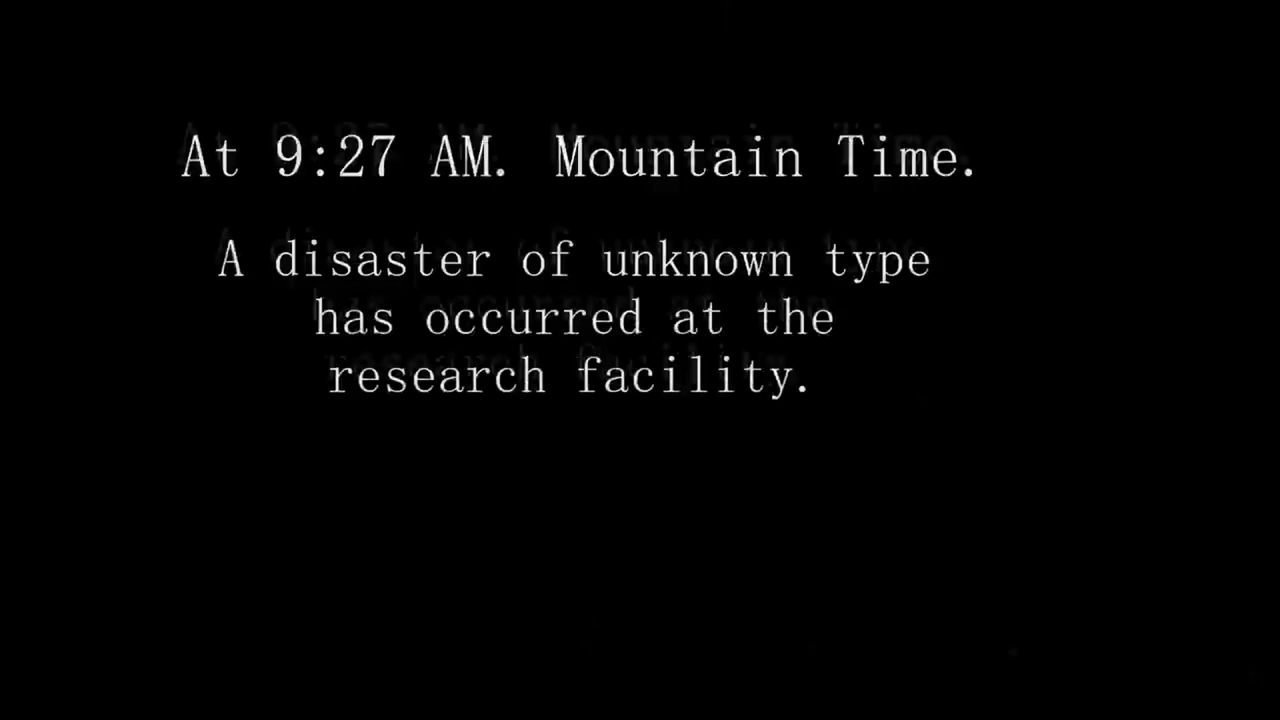 At 9:27 AM. Mountain Time.
A disaster of unknown type
has occurred at the
research facility.